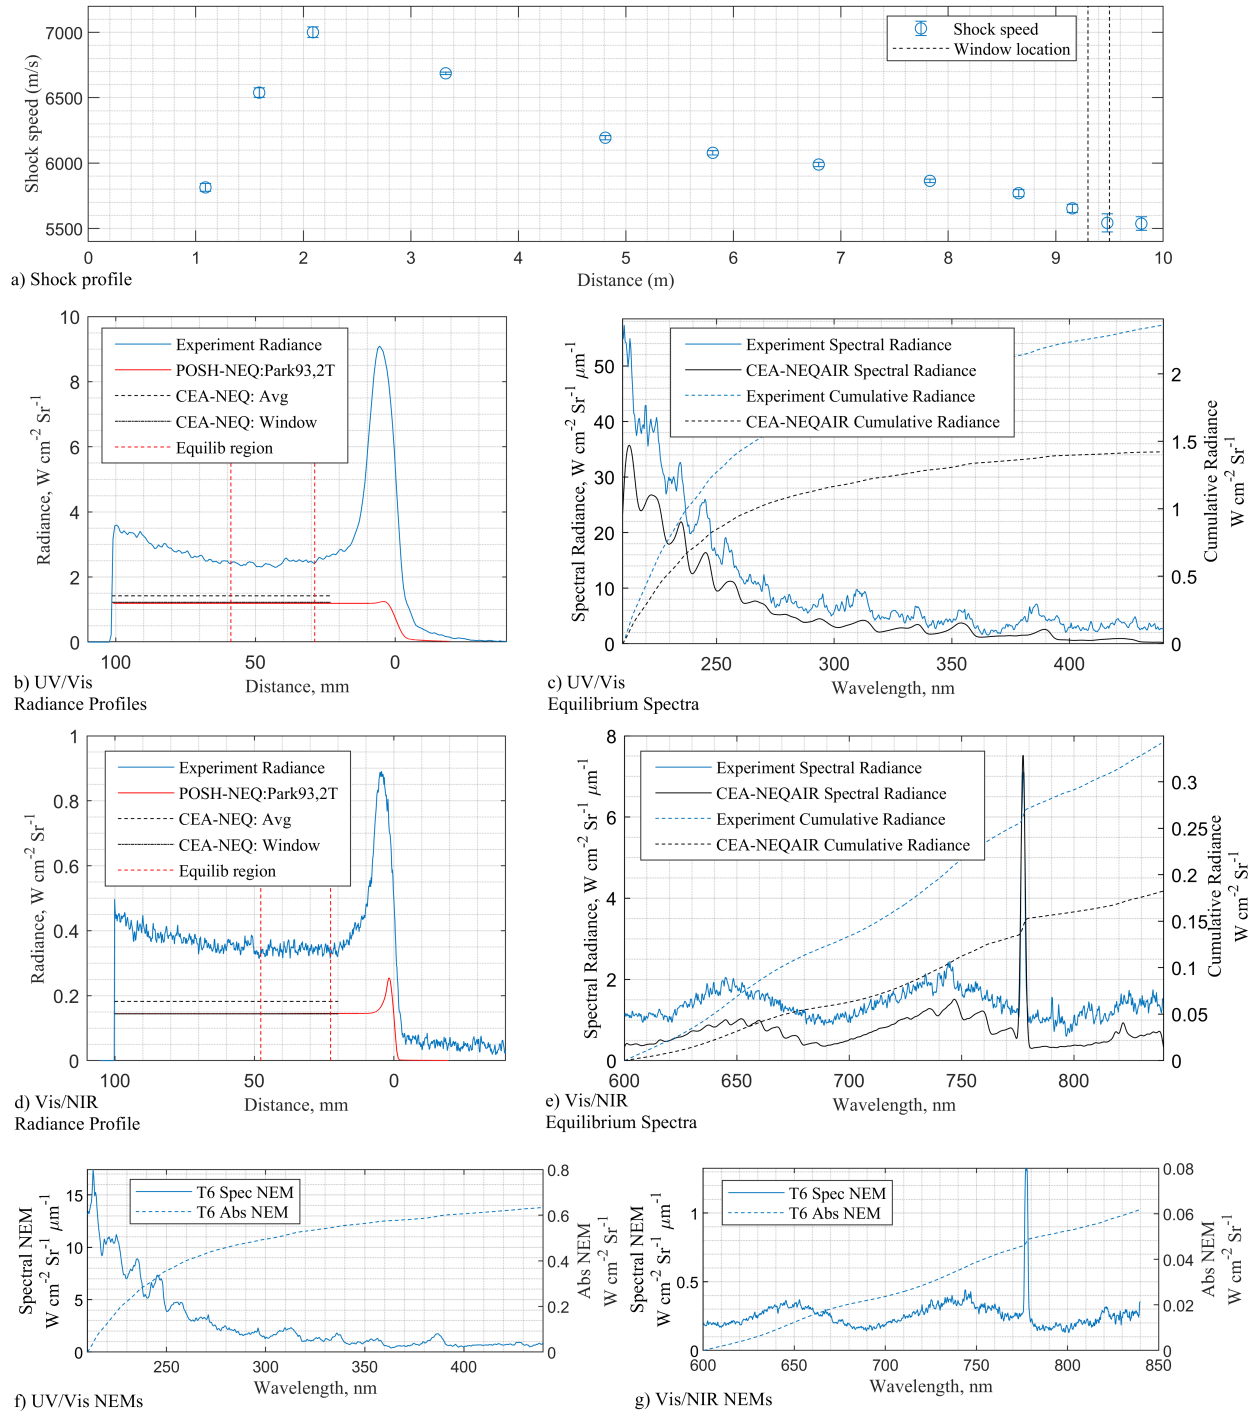 7000
6500
6000
5500
Shock speed (m/s)
Shock speed
Window location
0 1 2 3 4 5 6 7 8 9 10
Distance (m)
a) Shock profile
10
8
6
4
2
0
Radiance, W cm-2 Sr-1
Experiment Radiance
POSH-NEQ:Park93,2T
CEA-NEQ: Avg
CEA-NEQ: Window
Equilib region
100 50 0
Distance, mm
b) UV/Vis
Radiance Profiles
50
40
30
20
10
0
Spectral Radiance, W cm-2 Sr-1 μm-1
Experiment Spectral Radiance
CEA-NEQAIR Spectral Radiance
Experiment Cumulative Radiance
CEA-NEQAIR Cumulative Radiance
2
1.5
1
0.5
0
Cumulative Radiance
W cm-2 Sr-1
250 300 350 400
Wavelength, nm
c) UV/Vis
Equilibrium Spectra
1
0.8
0.6
0.4
0.2
0
Radiance, W cm-2 Sr-1
Experiment Radiance
POSH-NEQ:Park93,2T
CEA-NEQ: Avg
CEA-NEQ: Window
Equilib region
100 50 0
Distance, mm
d) Vis/NIR
Radiance Profile
8
6
4
2
0
Spectral Radiance, W cm-2 Sr-1 μm-1
Experiment Spectral Radiance
CEA-NEQAIR Spectral Radiance
Experiment Cumulative Radiance
CEA-NEQAIR Cumulative Radiance
0.3
0.25
0.2
0.15
0.1
0.05
0
Cumulative Radiance
W cm-2 Sr-1
600 650 700 750 800
Wavelength, nm
e) Vis/NIR
Equilibrium Spectra
15
10
5
0
Spectral NEM
W cm-2 Sr-1 μm-1
T6 Spec NEM
T6 Abs NEM
0.8
0.6
0.4
0.2
0
Abs NEM
W cm-2 Sr-1
250 300 350 400
Wavelength, nm
f) UV/Vis NEMs
1
0.5
0
Spectral NEM
W cm-2 Sr-1 μm-1
T6 Spec NEM
T6 Abs NEM
0.08
0.06
0.04
0.02
0
Abs NEM
W cm-2 Sr-1
600 650 700 750 800 850
Wavelength, nm
g) Vis/NIR NEMs